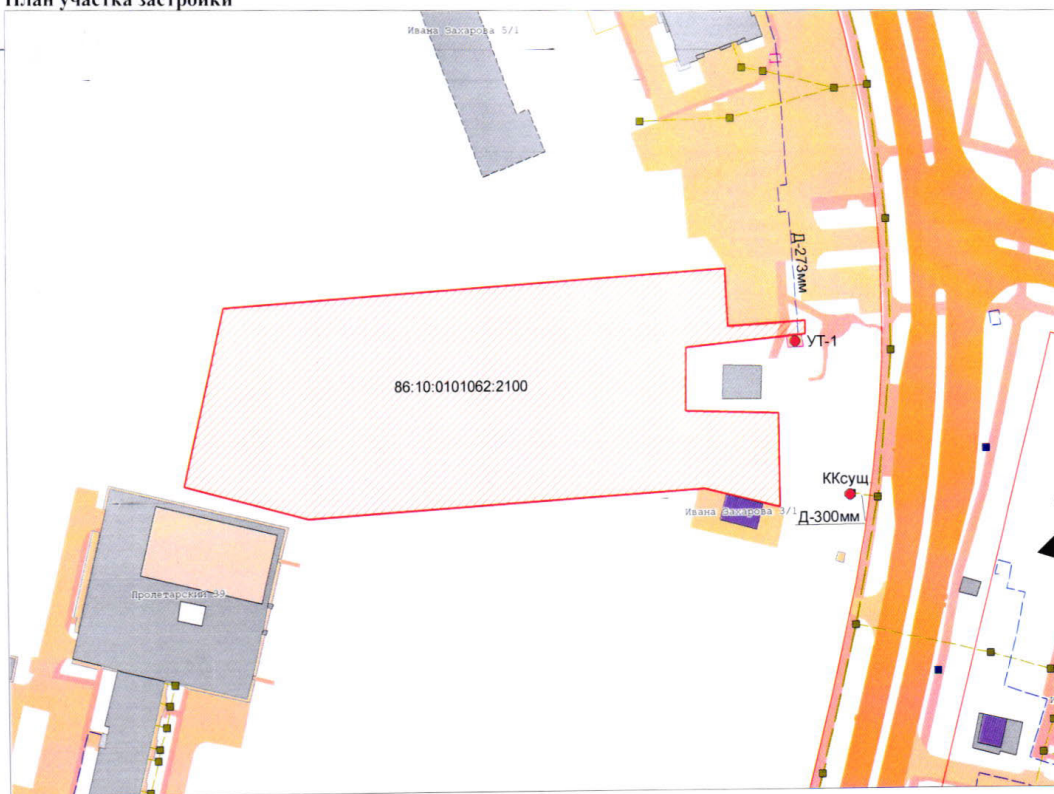 План участка застройки
Ивана Захарова 5/1
Д-273мм
УТ-1
86:10:0101062:2100
ККсущ
Ивана Захарова 3/1
Д-300мм
Пролетарский 39